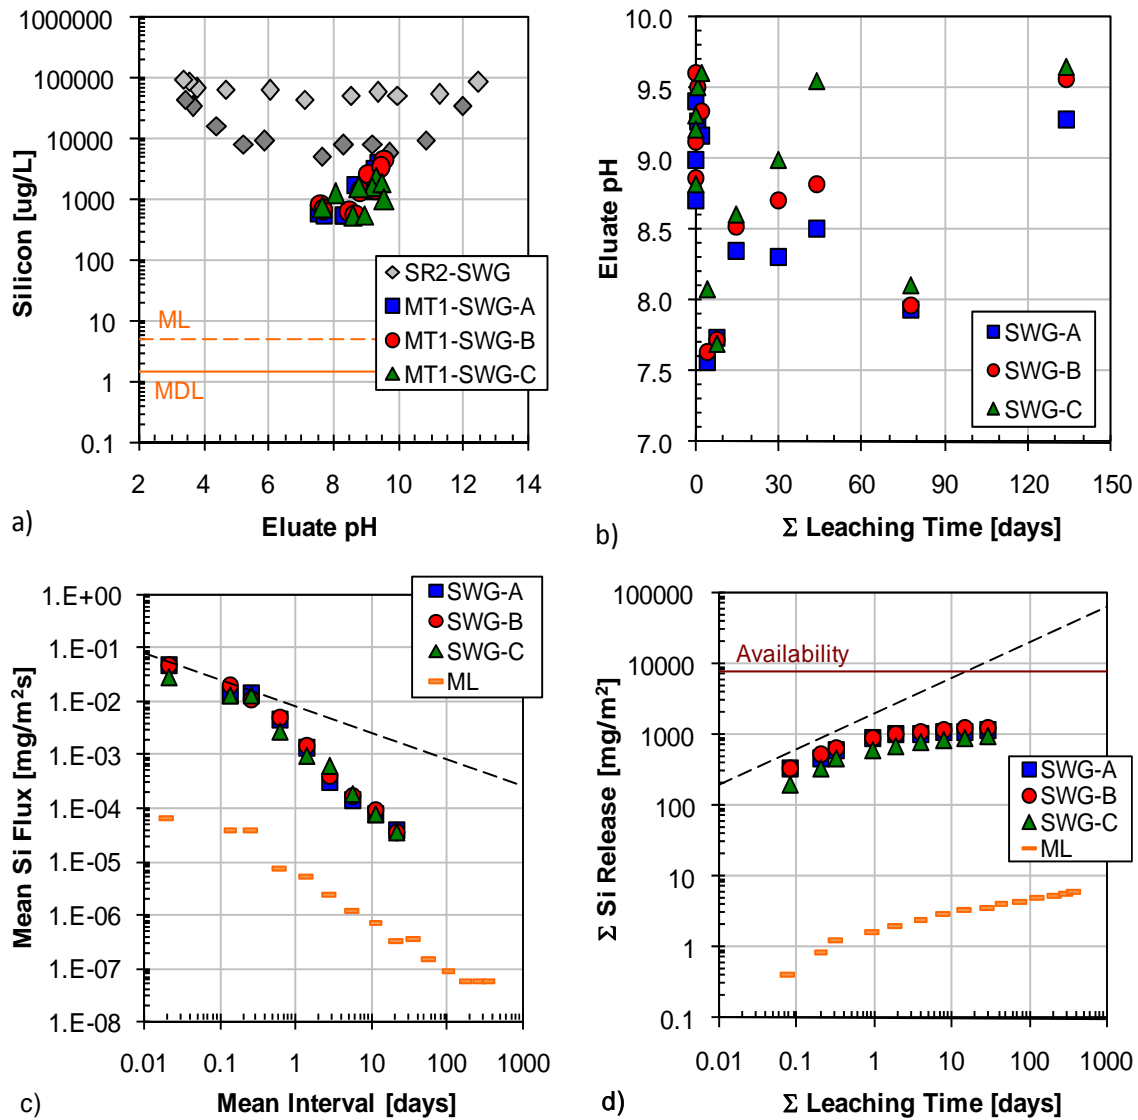 1000000
100000
10000
1000
100
10
1
0.1
Silicon [ug/L]
ML
MDL
SR2-SWG
MT1-SWG-A
MT1-SWG-B
MT1-SWG-C
2 4 6 8 10 12 14
Eluate pH
a)
10.0
9.5
9.0
8.5
8.0
7.5
7.0
Eluate pH
SWG-A
SWG-B
SWG-C
0 30 60 90 120 150
Σ Leaching Time [days]
b)
1.E+00
1.E-01
1.E-02
1.E-03
1.E-04
1.E-05
1.E-06
1.E-07
1.E-08
Mean Si Flux [mg/m²s]
SWG-A
SWG-B
SWG-C
ML
0.01 0.1 1 10 100 1000
Mean Interval [days]
c)
100000
10000
1000
100
10
1
0.1
Σ Si Release [mg/m²]
Availability
SWG-A
SWG-B
SWG-C
ML
0.01 0.1 1 10 100 1000
Σ Leaching Time [days]
d)